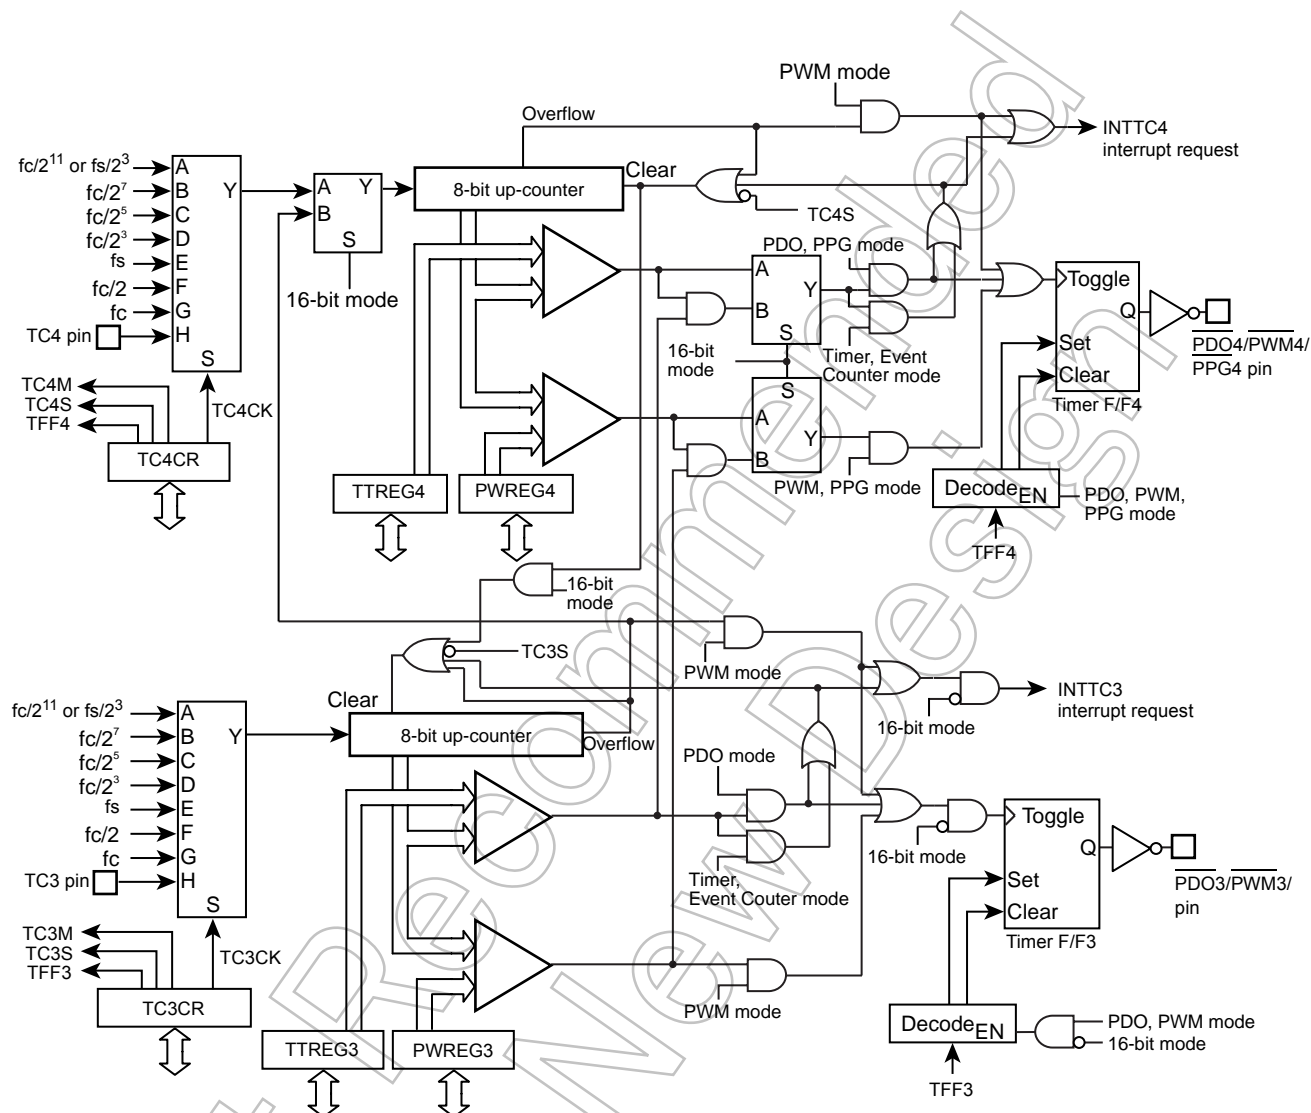 PWM mode
Overflow
INTTC4
interrupt request
fc/2¹¹ or fs/2³
fc/2⁷
fc/2⁵
fc/2³
fs
fc/2
fc
TC4 pin
A
B
C
D
E
F
G
H
Y
S
A
B
Y
S
16-bit mode
8-bit up-counter
Clear
TC4S
PDO, PPG mode
A
B
Y
S
16-bit
mode
Timer, Event
Counter mode
S
A
B
Y
PWM, PPG mode
Toggle
Q
Set
Clear
Timer F/F4
PDO4/PWM4/
PPG4 pin
TC4M
TC4S
TFF4
TC4CK
TC4CR
TTREG4
PWREG4
Decode EN
PDO, PWM,
PPG mode
TFF4
16-bit
mode
TC3S
PWM mode
INTTC3
interrupt request
16-bit mode
Clear
8-bit up-counter
Overflow
fc/2¹¹ or fs/2³
fc/2⁷
fc/2⁵
fc/2³
fs
fc/2
fc
TC3 pin
A
B
C
D
E
F
G
H
Y
S
PDO mode
Timer,
Event Couter mode
16-bit mode
Toggle
Q
Set
Clear
Timer F/F3
PDO3/PWM3/
pin
TC3M
TC3S
TFF3
TC3CK
TC3CR
TTREG3
PWREG3
PWM mode
Decode EN
PDO, PWM mode
16-bit mode
TFF3
Recommended
New Design